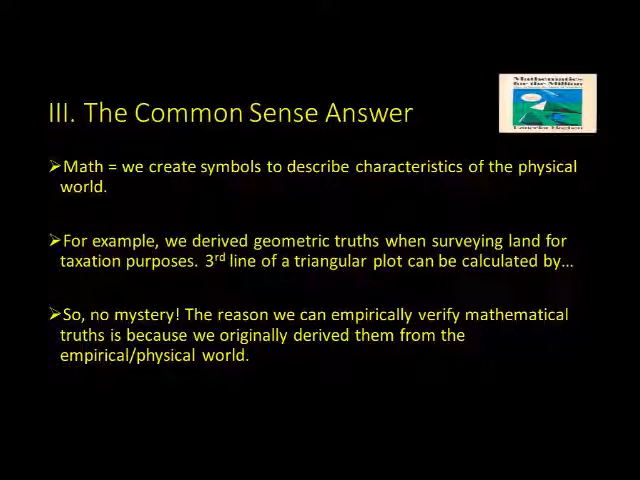 Mathematics
for the Million
III. The Common Sense Answer
➢Math = we create symbols to describe characteristics of the physical
world.
➢For example, we derived geometric truths when surveying land for
taxation purposes. 3rd line of a triangular plot can be calculated by...
➢So, no mystery! The reason we can empirically verify mathematical
truths is because we originally derived them from the
empirical/physical world.